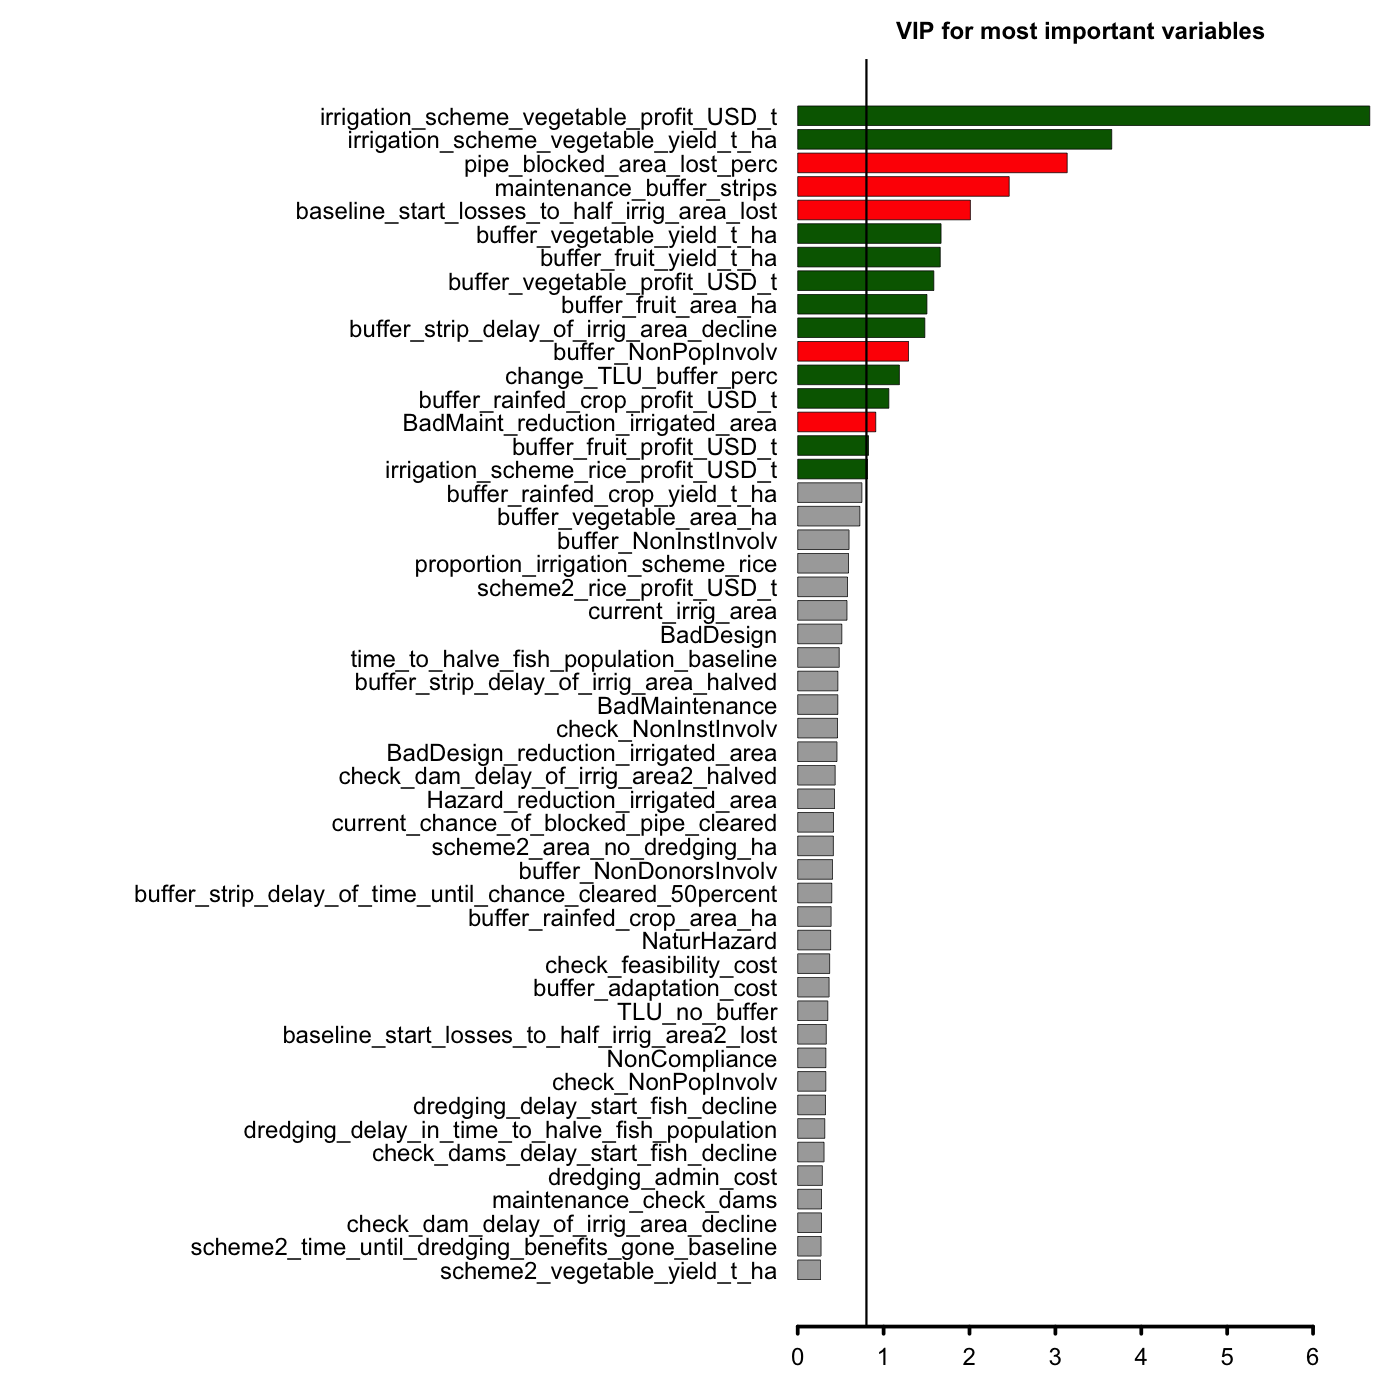 VIP for most important variables
irrigation_scheme_vegetable_profit_USD_t
irrigation_scheme_vegetable_yield_t_ha
pipe_blocked_area_lost_perc
maintenance_buffer_strips
baseline_start_losses_to_half_irrig_area_lost
buffer_vegetable_yield_t_ha
buffer_fruit_yield_t_ha
buffer_vegetable_profit_USD_t
buffer_fruit_area_ha
buffer_strip_delay_of_irrig_area_decline
buffer_NonPopInvolv
change_TLU_buffer_perc
buffer_rainfed_crop_profit_USD_t
BadMaint_reduction_irrigated_area
buffer_fruit_profit_USD_t
irrigation_scheme_rice_profit_USD_t
buffer_rainfed_crop_yield_t_ha
buffer_vegetable_area_ha
buffer_NonInstInvolv
proportion_irrigation_scheme_rice
scheme2_rice_profit_USD_t
current_irrig_area
BadDesign
time_to_halve_fish_population_baseline
buffer_strip_delay_of_irrig_area_halved
BadMaintenance
check_NonInstInvolv
BadDesign_reduction_irrigated_area
check_dam_delay_of_irrig_area2_halved
Hazard_reduction_irrigated_area
current_chance_of_blocked_pipe_cleared
scheme2_area_no_dredging_ha
buffer_NonDonorsInvolv
buffer_strip_delay_of_time_until_chance_cleared_50percent
buffer_rainfed_crop_area_ha
NaturHazard
check_feasibility_cost
buffer_adaptation_cost
TLU_no_buffer
baseline_start_losses_to_half_irrig_area2_lost
NonCompliance
check_NonPopInvolv
dredging_delay_start_fish_decline
dredging_delay_in_time_to_halve_fish_population
check_dams_delay_start_fish_decline
dredging_admin_cost
maintenance_check_dams
check_dam_delay_of_irrig_area_decline
scheme2_time_until_dredging_benefits_gone_baseline
scheme2_vegetable_yield_t_ha
0 1 2 3 4 5 6